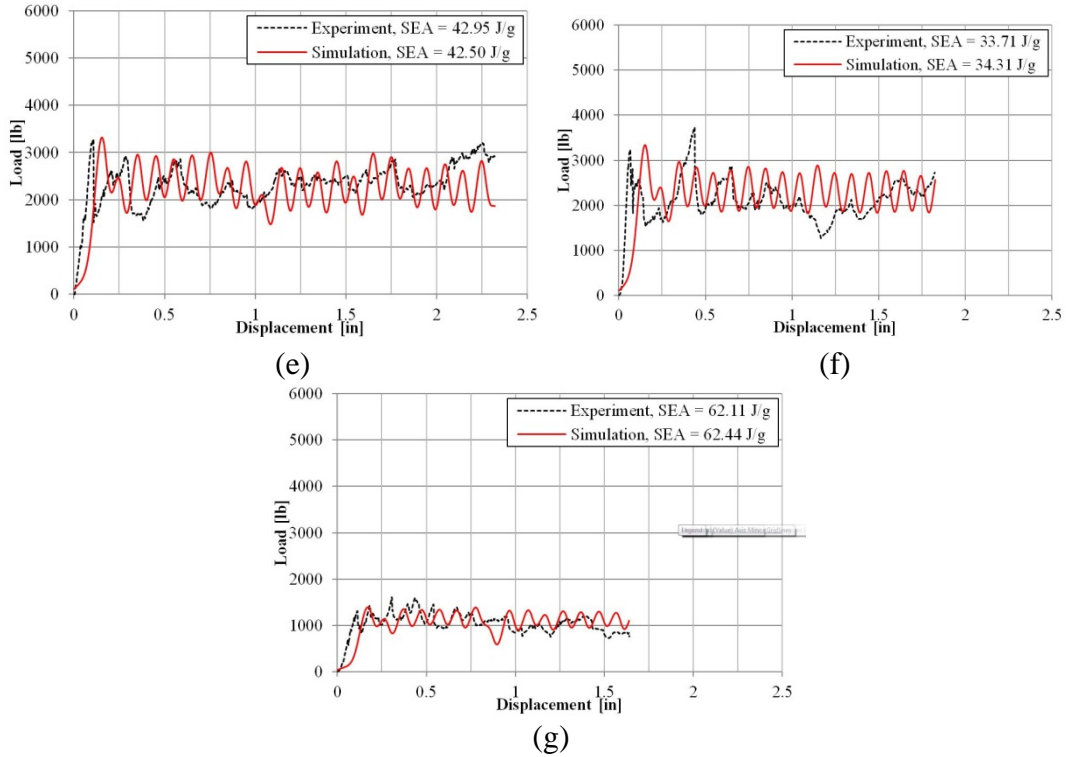 Experiment, SEA = 42.95 J/g
Simulation, SEA = 42.50 J/g
6000
5000
4000
3000
2000
1000
0
Load [lb]
0
0.5
1
1.5
2
2.5
Displacement [in]
(e)
Experiment, SEA = 33.71 J/g
Simulation, SEA = 34.31 J/g
6000
5000
4000
3000
2000
1000
0
Load [lb]
0
0.5
1
1.5
2
2.5
Displacement [in]
(f)
Experiment, SEA = 62.11 J/g
Simulation, SEA = 62.44 J/g
6000
5000
4000
3000
2000
1000
0
Load [lb]
0
0.5
1
1.5
2
2.5
Displacement [in]
(g)